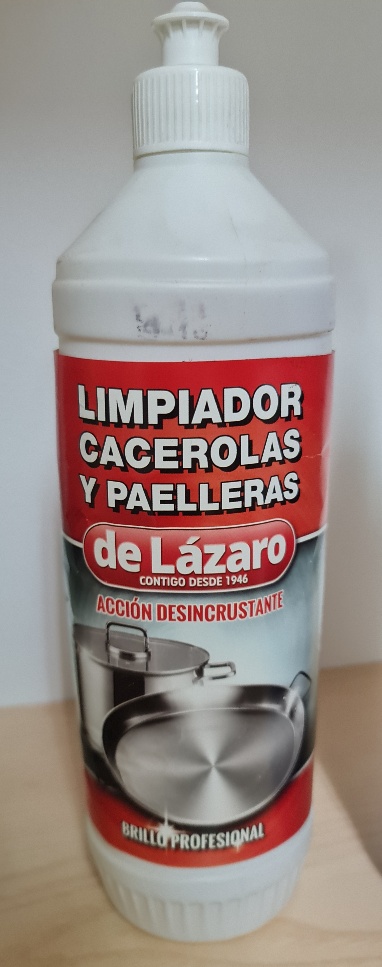 LIMPIADOR
CACEROLAS
Y PAELLERAS
de Lázaro
CONTIGO DESDE 1946
ACCIÓN DESINCRUSTANTE
BRILLO PROFESIONAL